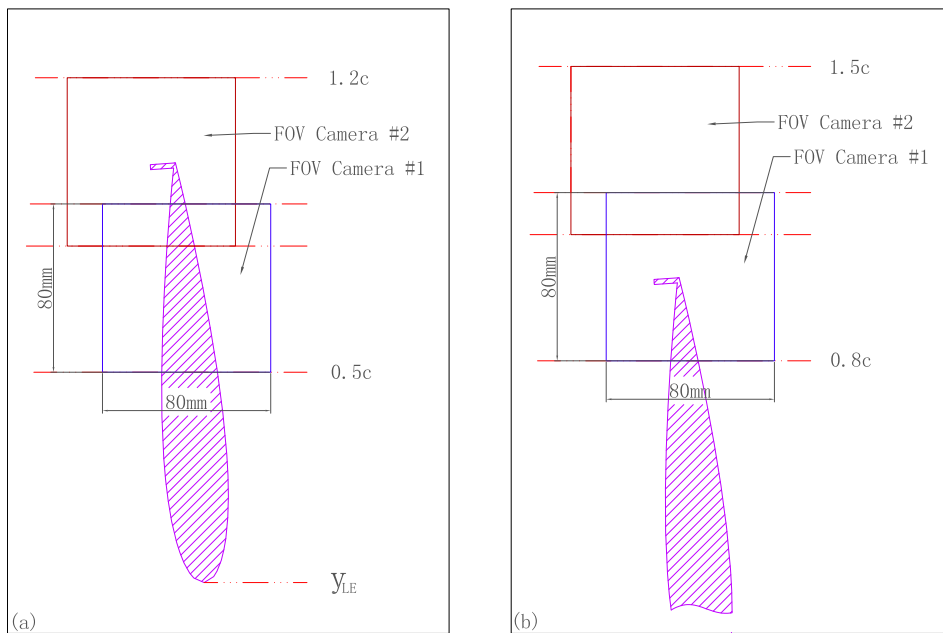 1.2c
FOV Camera #2
FOV Camera #1
80mm
0.5c
80mm
yLE
(a)
1.5c
FOV Camera #2
FOV Camera #1
80mm
0.8c
80mm
(b)